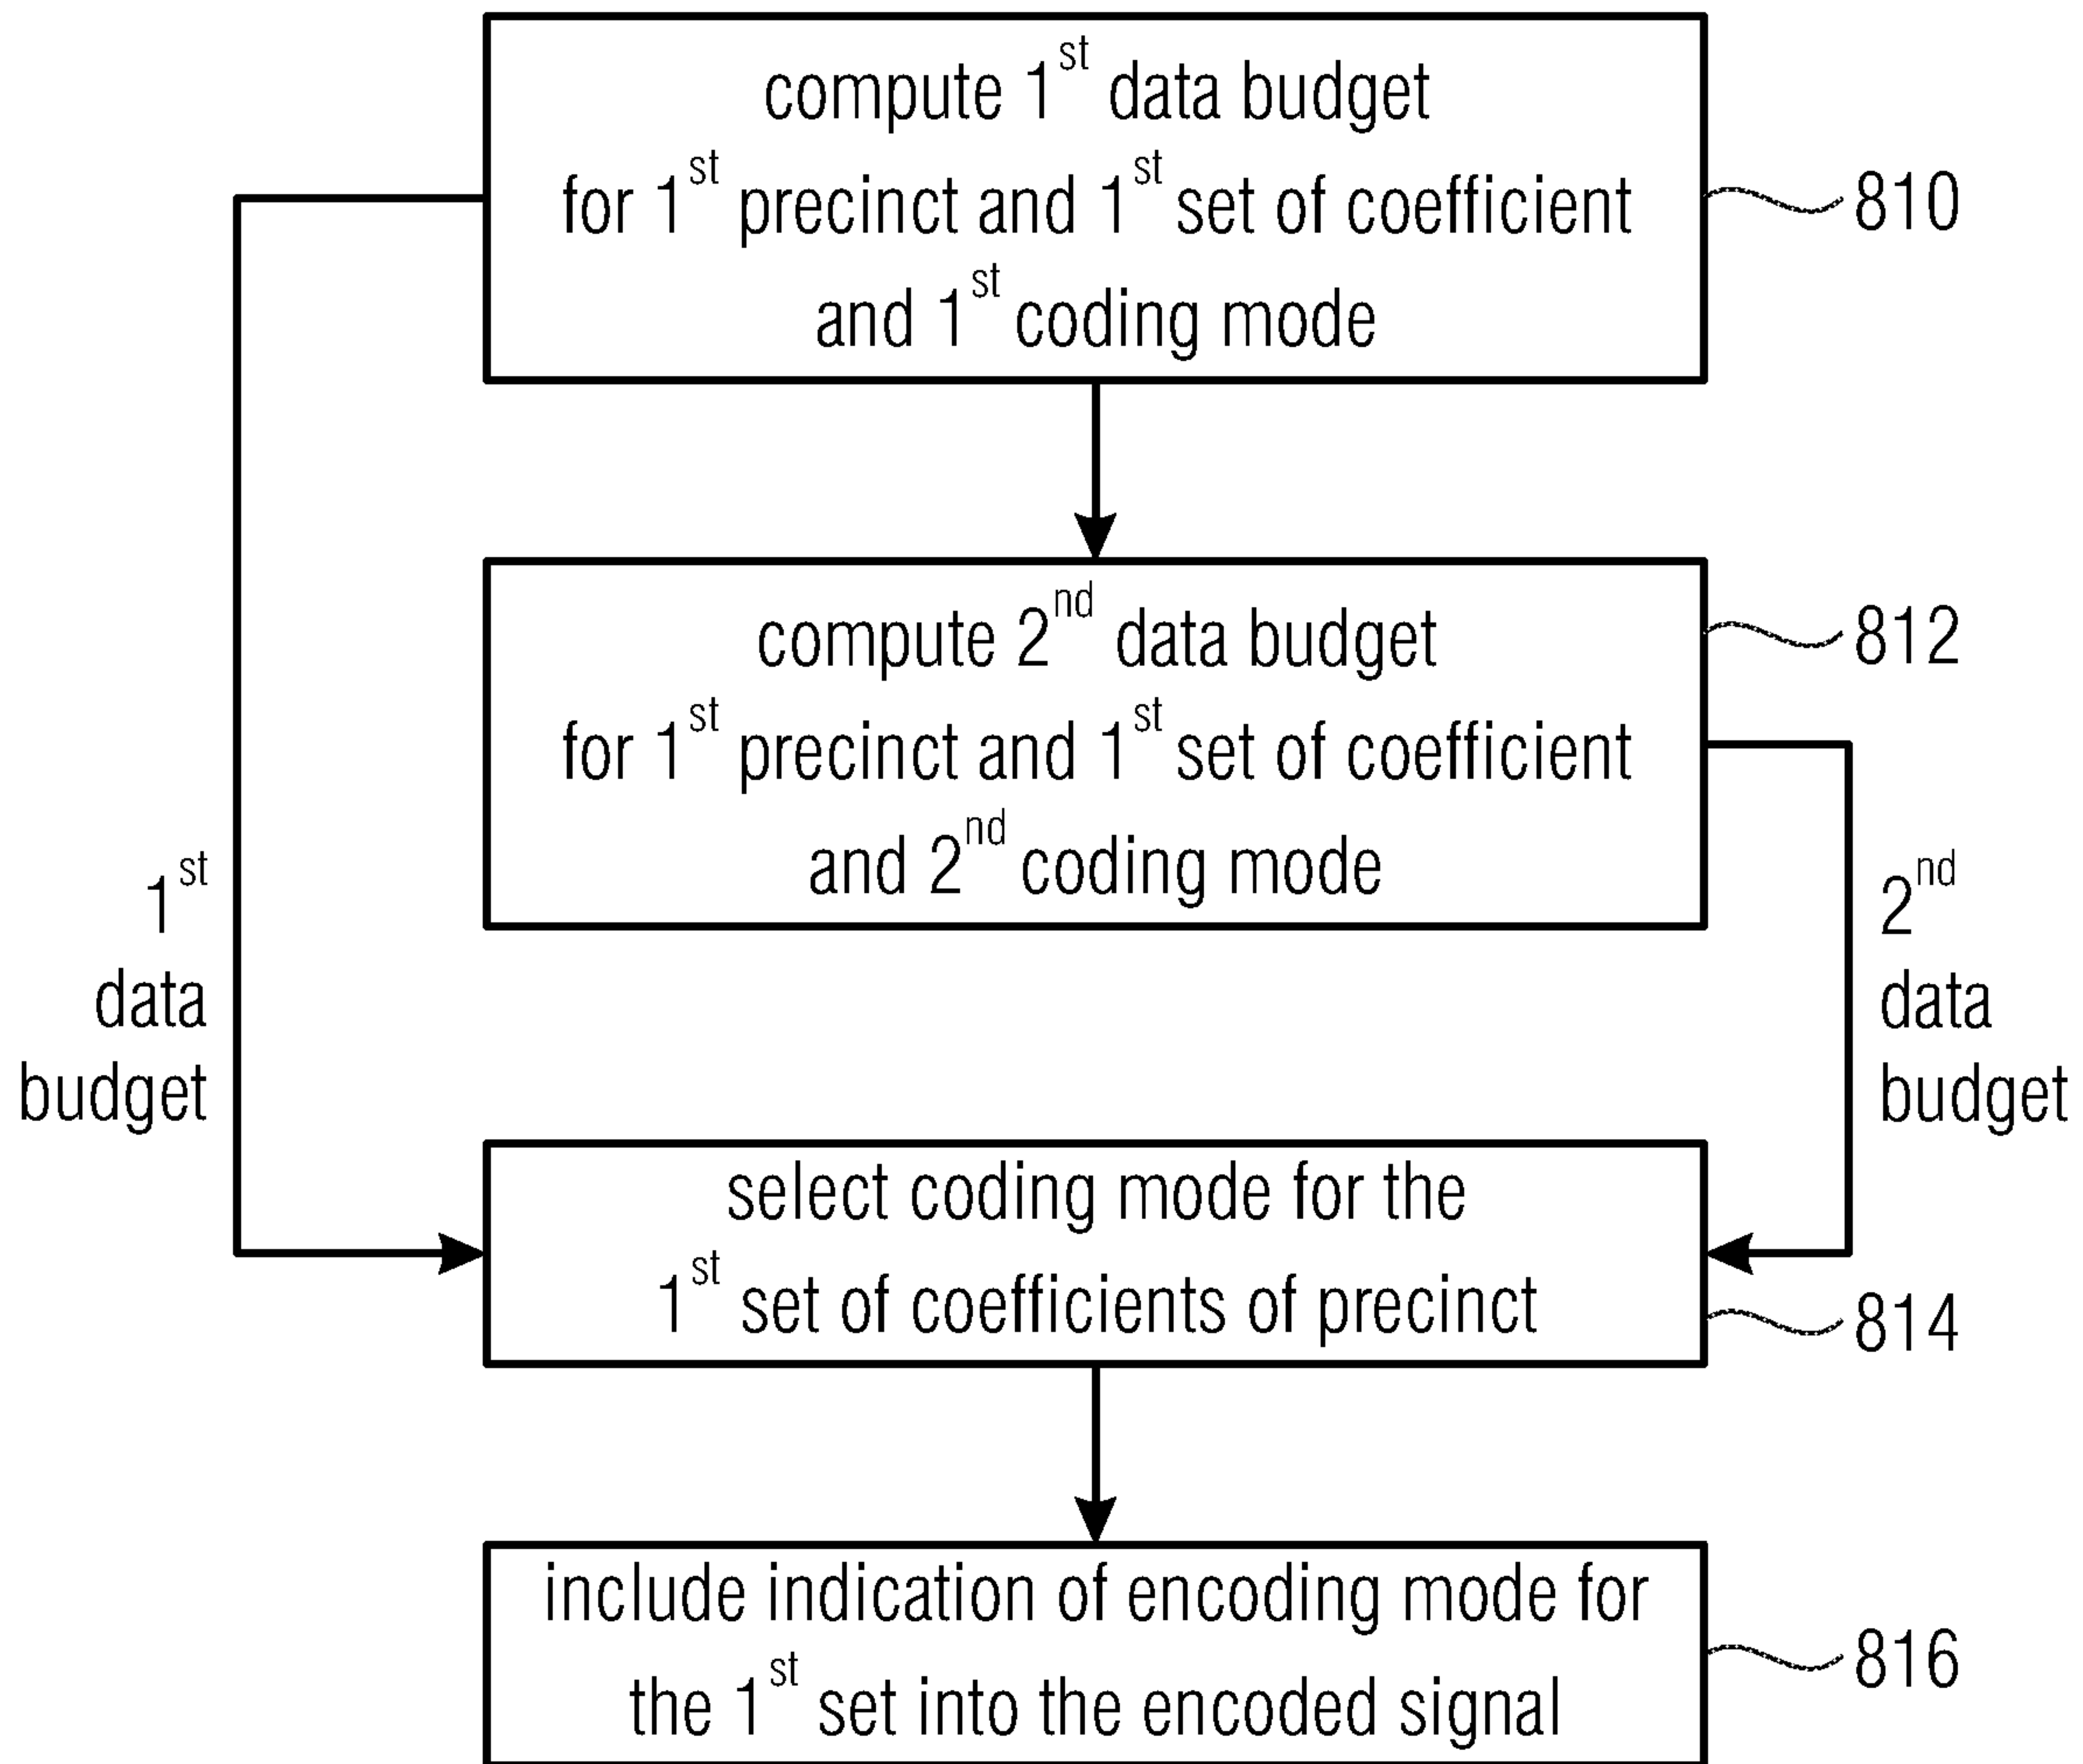 compute 1st data budget
for 1st precinct and 1st set of coefficient
and 1st coding mode
810
compute 2nd data budget
for 1st precinct and 1st set of coefficient
and 2nd coding mode
812
1st
data
budget
2nd
data
budget
select coding mode for the
1st set of coefficients of precinct
814
include indication of encoding mode for
the 1st set into the encoded signal
816